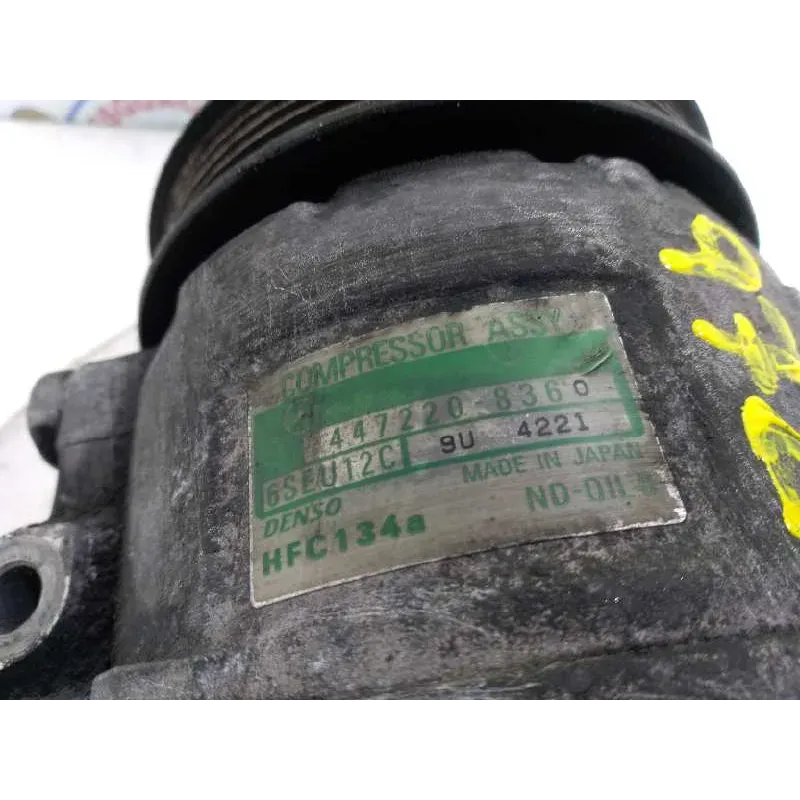 COMPRESSOR ASSY
447220-8360
6SEU12C 9U 4221
DENSO MADE IN JAPAN
HFC134a ND-OIL